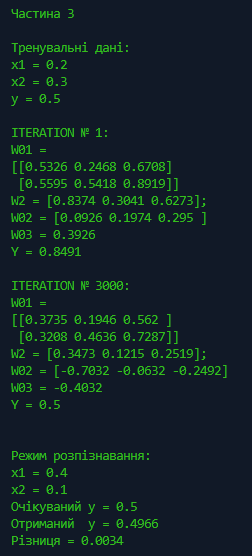 Частина 3
Тренувальні дані:
x1 = 0.2
x2 = 0.3
y = 0.5
ITERATION № 1:
W01 =
[[0.5326 0.2468 0.6708]
[0.5595 0.5418 0.8919]]
W2 = [0.8374 0.3041 0.6273];
W02 = [0.0926 0.1974 0.295 ]
W03 = 0.3926
Y = 0.8491
ITERATION № 3000:
W01 =
[[0.3735 0.1946 0.562 ]
[0.3208 0.4636 0.7287]]
W2 = [0.3473 0.1215 0.2519];
W02 = [-0.7032 -0.0632 -0.2492]
W03 = -0.4032
Y = 0.5
Режим розпізнавання:
x1 = 0.4
x2 = 0.1
Очікуваний y = 0.5
Отриманий  y = 0.4966
Різниця = 0.0034